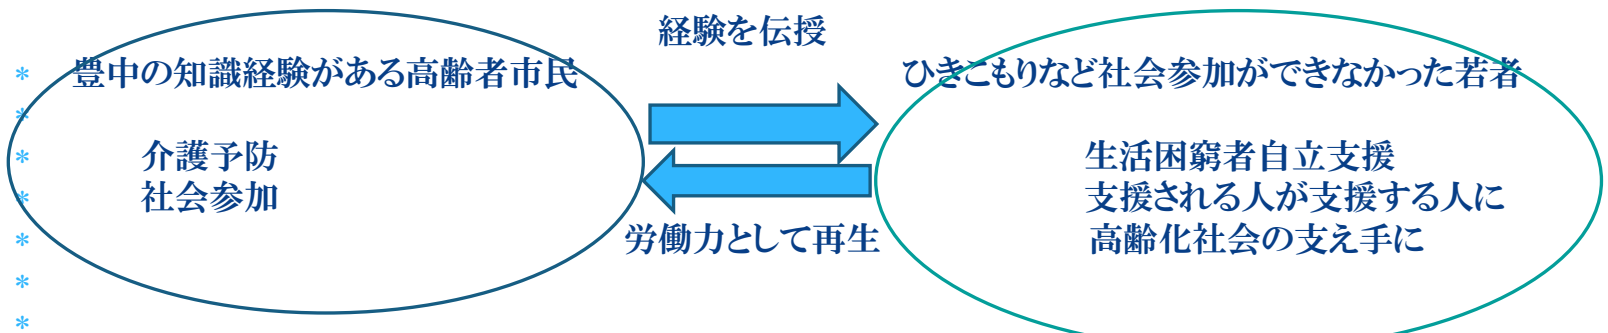 経験を伝授
* 豊中の知識経験がある高齢者市民
ひきこもりなど社会参加ができなかった若者
*
* 介護予防
生活困窮者自立支援
* 社会参加
支援される人が支援する人に
* 労働力として再生
高齢化社会の支え手に
*
*